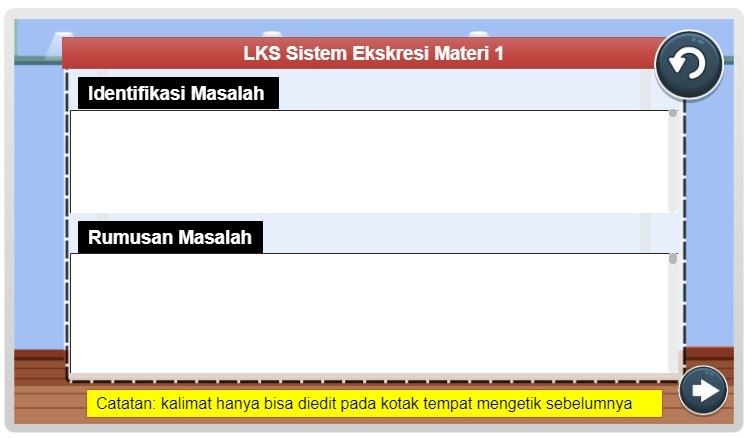 LKS Sistem Ekskresi Materi 1
Identifikasi Masalah
Rumusan Masalah
Catatan: kalimat hanya bisa diedit pada kotak tempat mengetik sebelumnya